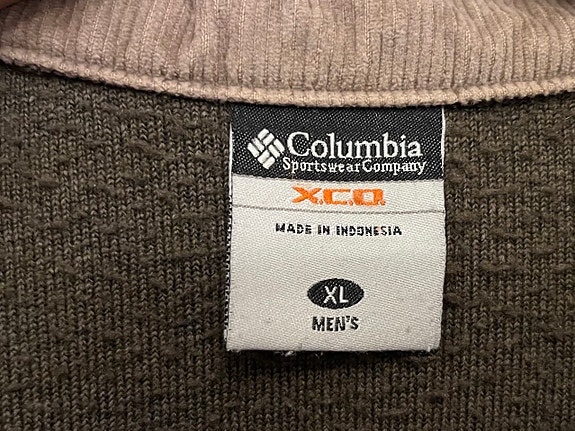 Columbia
Sportswear Company
X.C.O.
MADE IN INDONESIA
XL
MEN'S